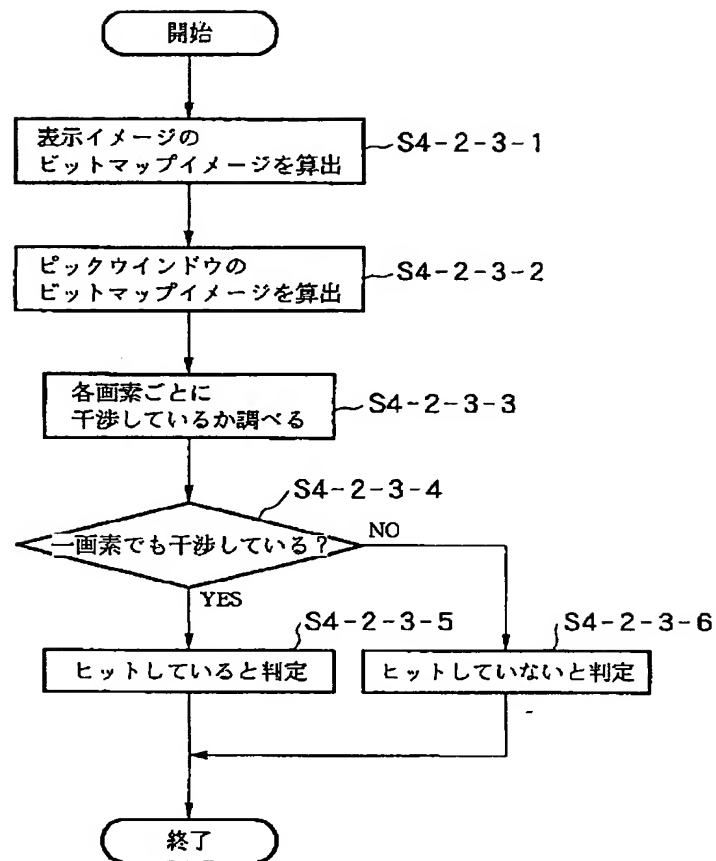 開始
表示イメージの
ビットマップイメージを算出
S4-2-3-1
ピックウインドウの
ビットマップイメージを算出
S4-2-3-2
各画素ごとに
干渉しているか調べる
S4-2-3-3
S4-2-3-4
一画素でも干渉している?
NO
YES
S4-2-3-5
S4-2-3-6
ヒットしていると判定
ヒットしていないと判定
終了